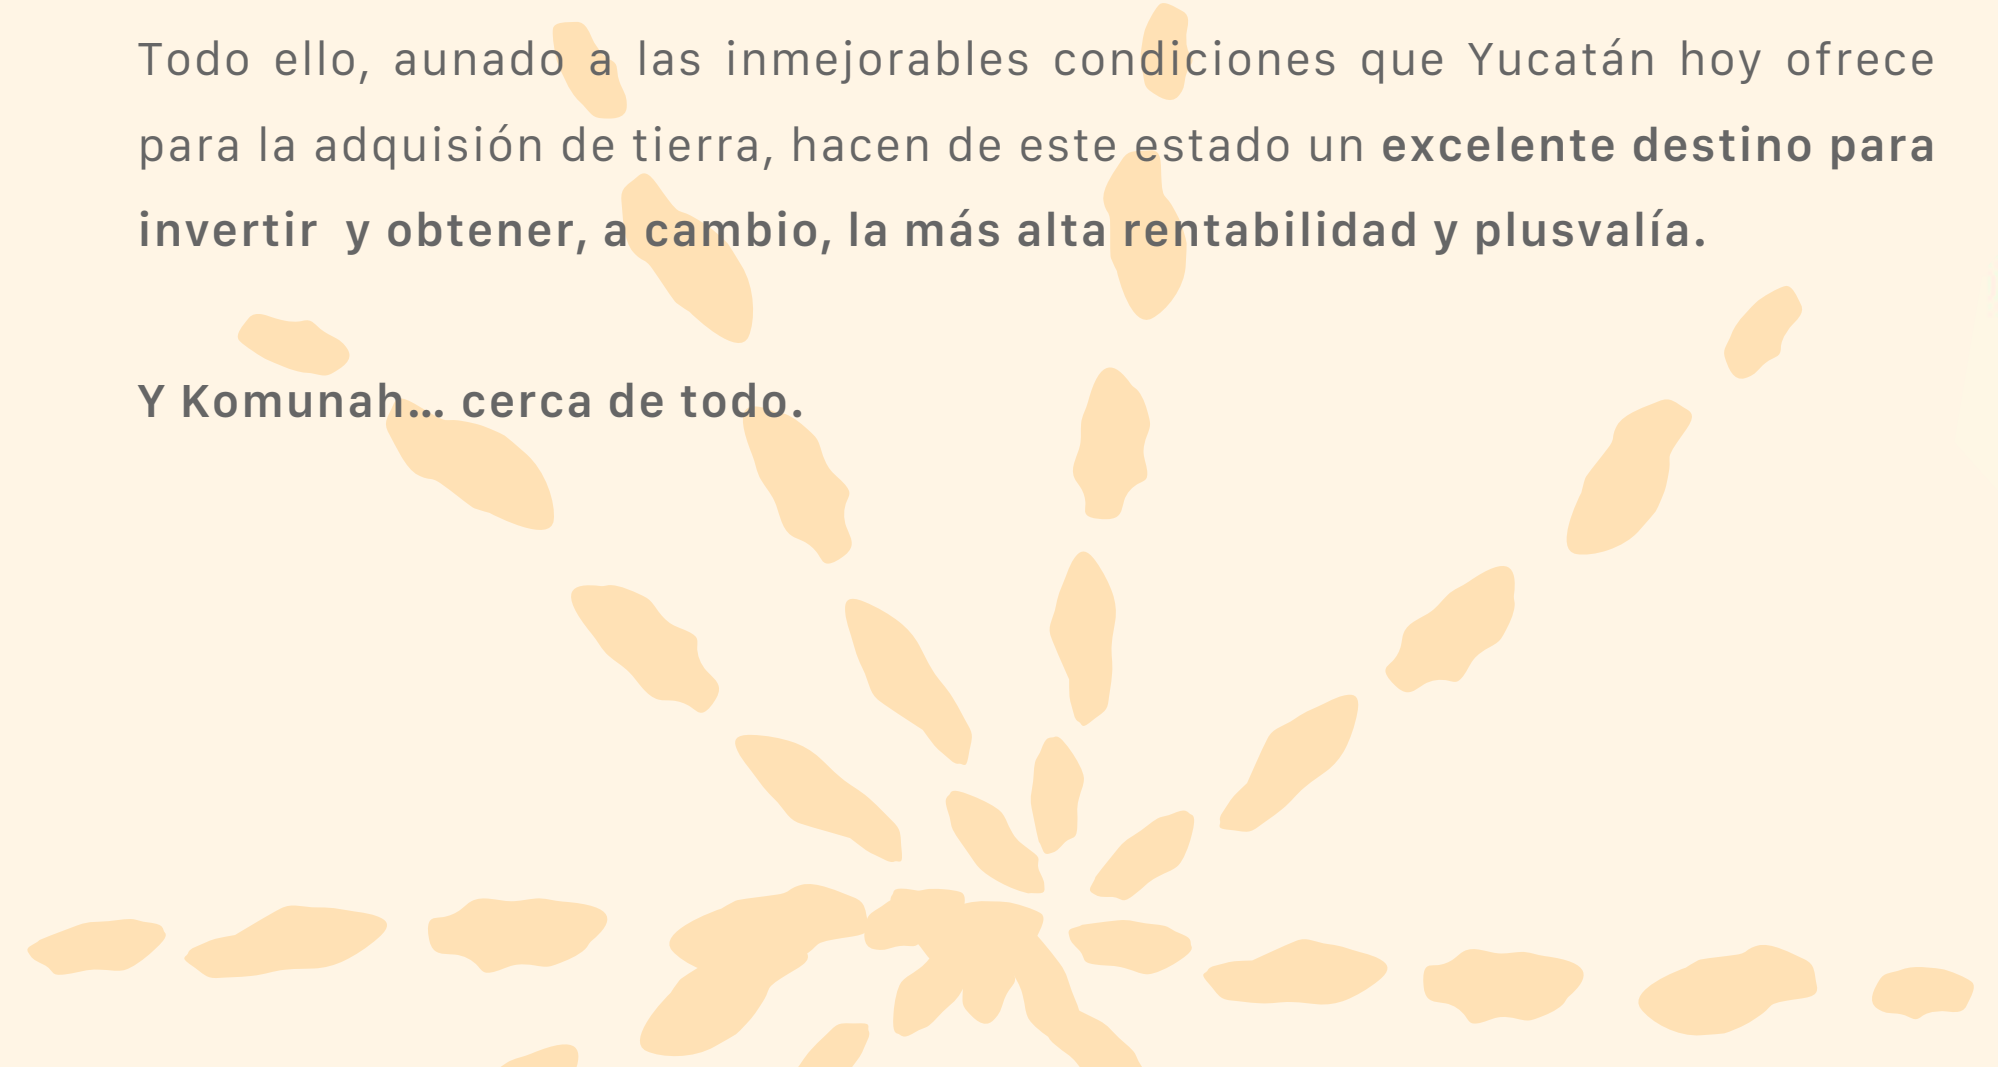 Todo ello, aunado a las inmejorables condiciones que Yucatán hoy ofrece
para la adquisión de tierra, hacen de este estado un excelente destino para
invertir y obtener, a cambio, la más alta rentabilidad y plusvalía.
Y Komunah... cerca de todo.